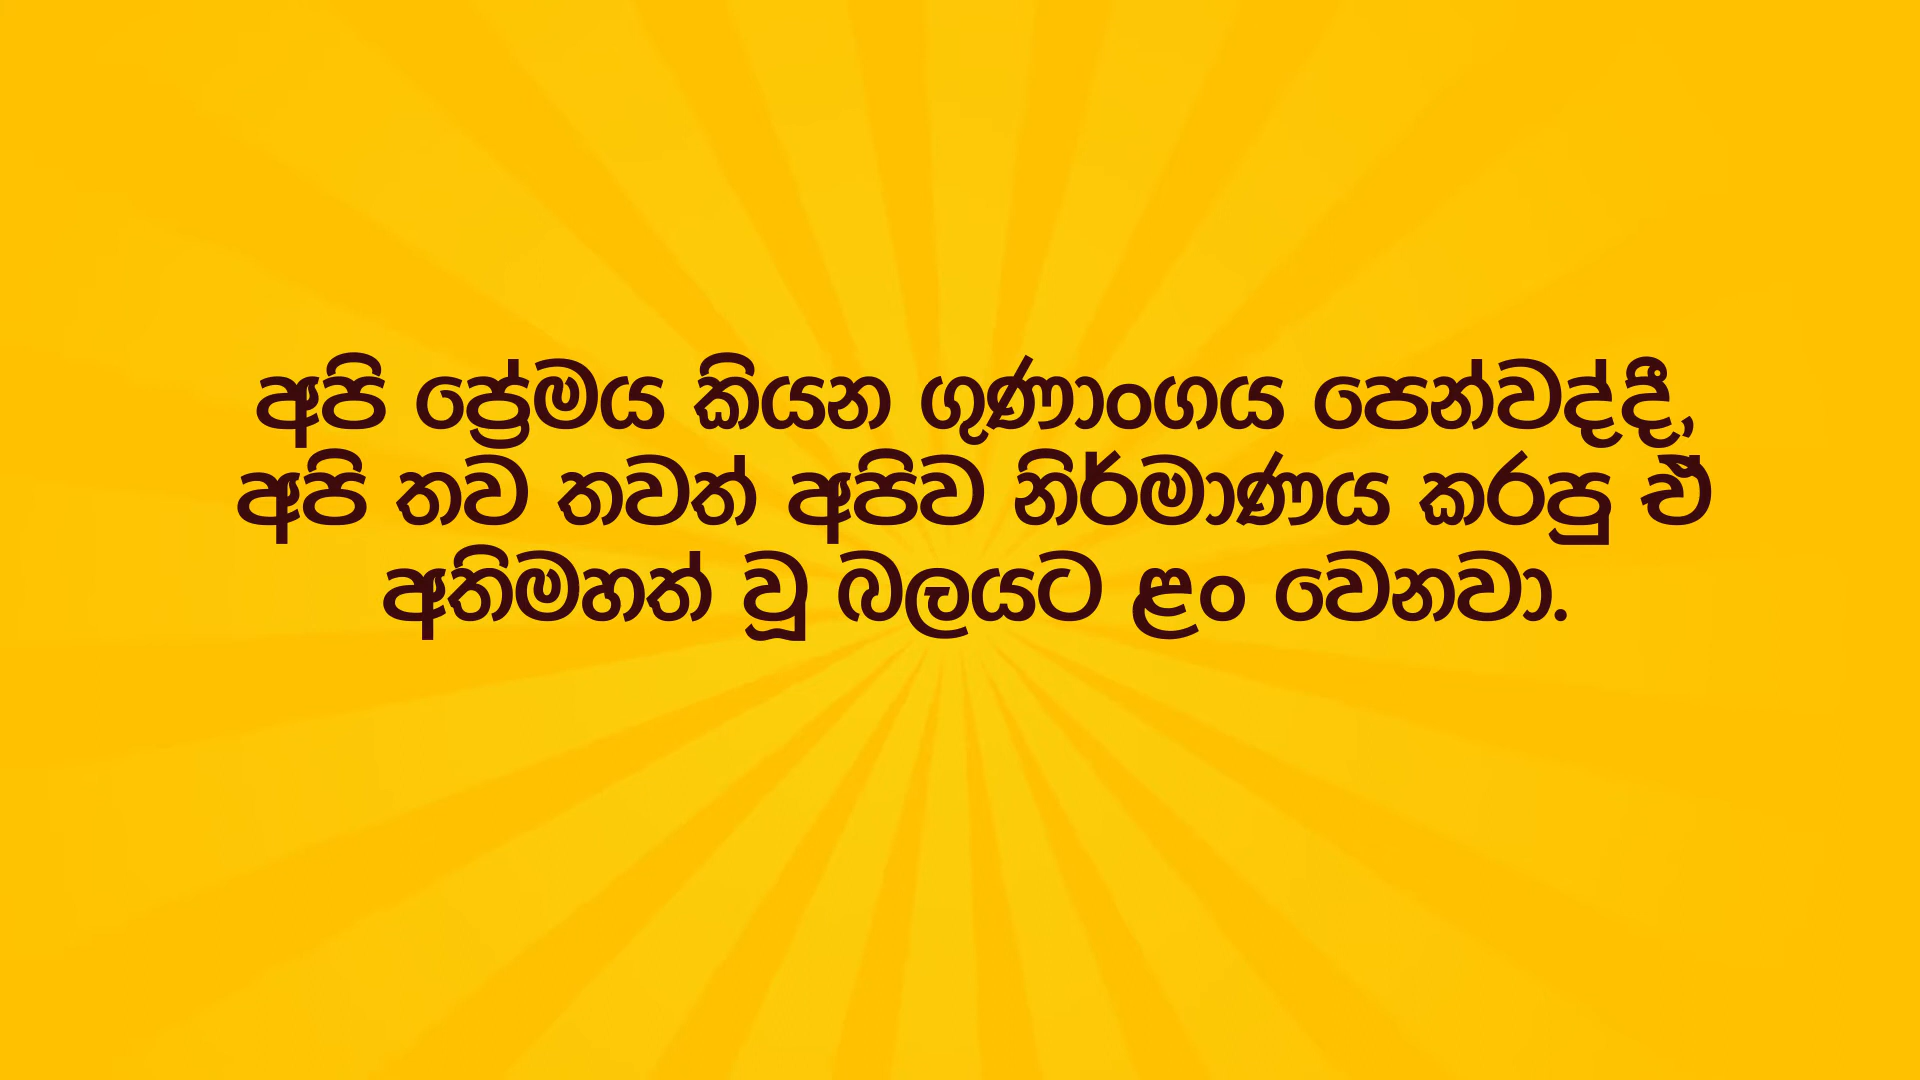 අපි ප්‍රේමය කියන ගුණාංගය පෙන්වද්දී,
අපි තව තවත් අපිව නිර්මාණය කරපු ඒ
අතිමහත් වූ බලයට ළං වෙනවා.